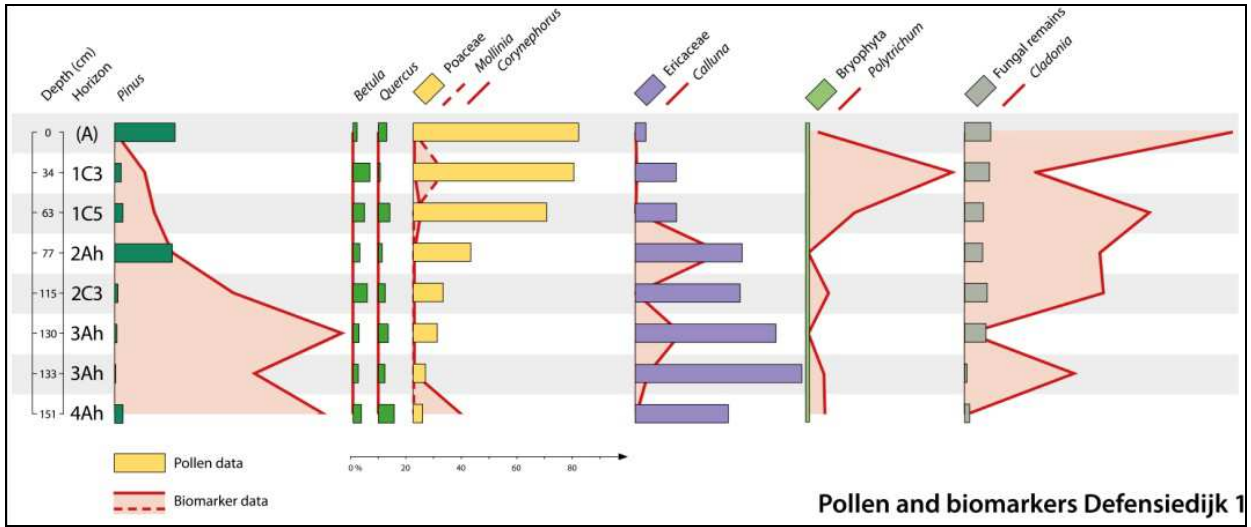 Depth (cm)
Horizon
Pinus
Betula
Quercus
Poaceae
Mollinia
Corynephorus
Ericaceae
Calluna
Bryophyta
Polytrichum
Fungal remains
Cladonia
0 (A)
34 1C3
63 1C5
77 2Ah
115 2C3
130 3Ah
133 3Ah
151 4Ah
Pollen data
0 % 20 40 60 80
Biomarker data
Pollen and biomarkers Defensiedijk 1